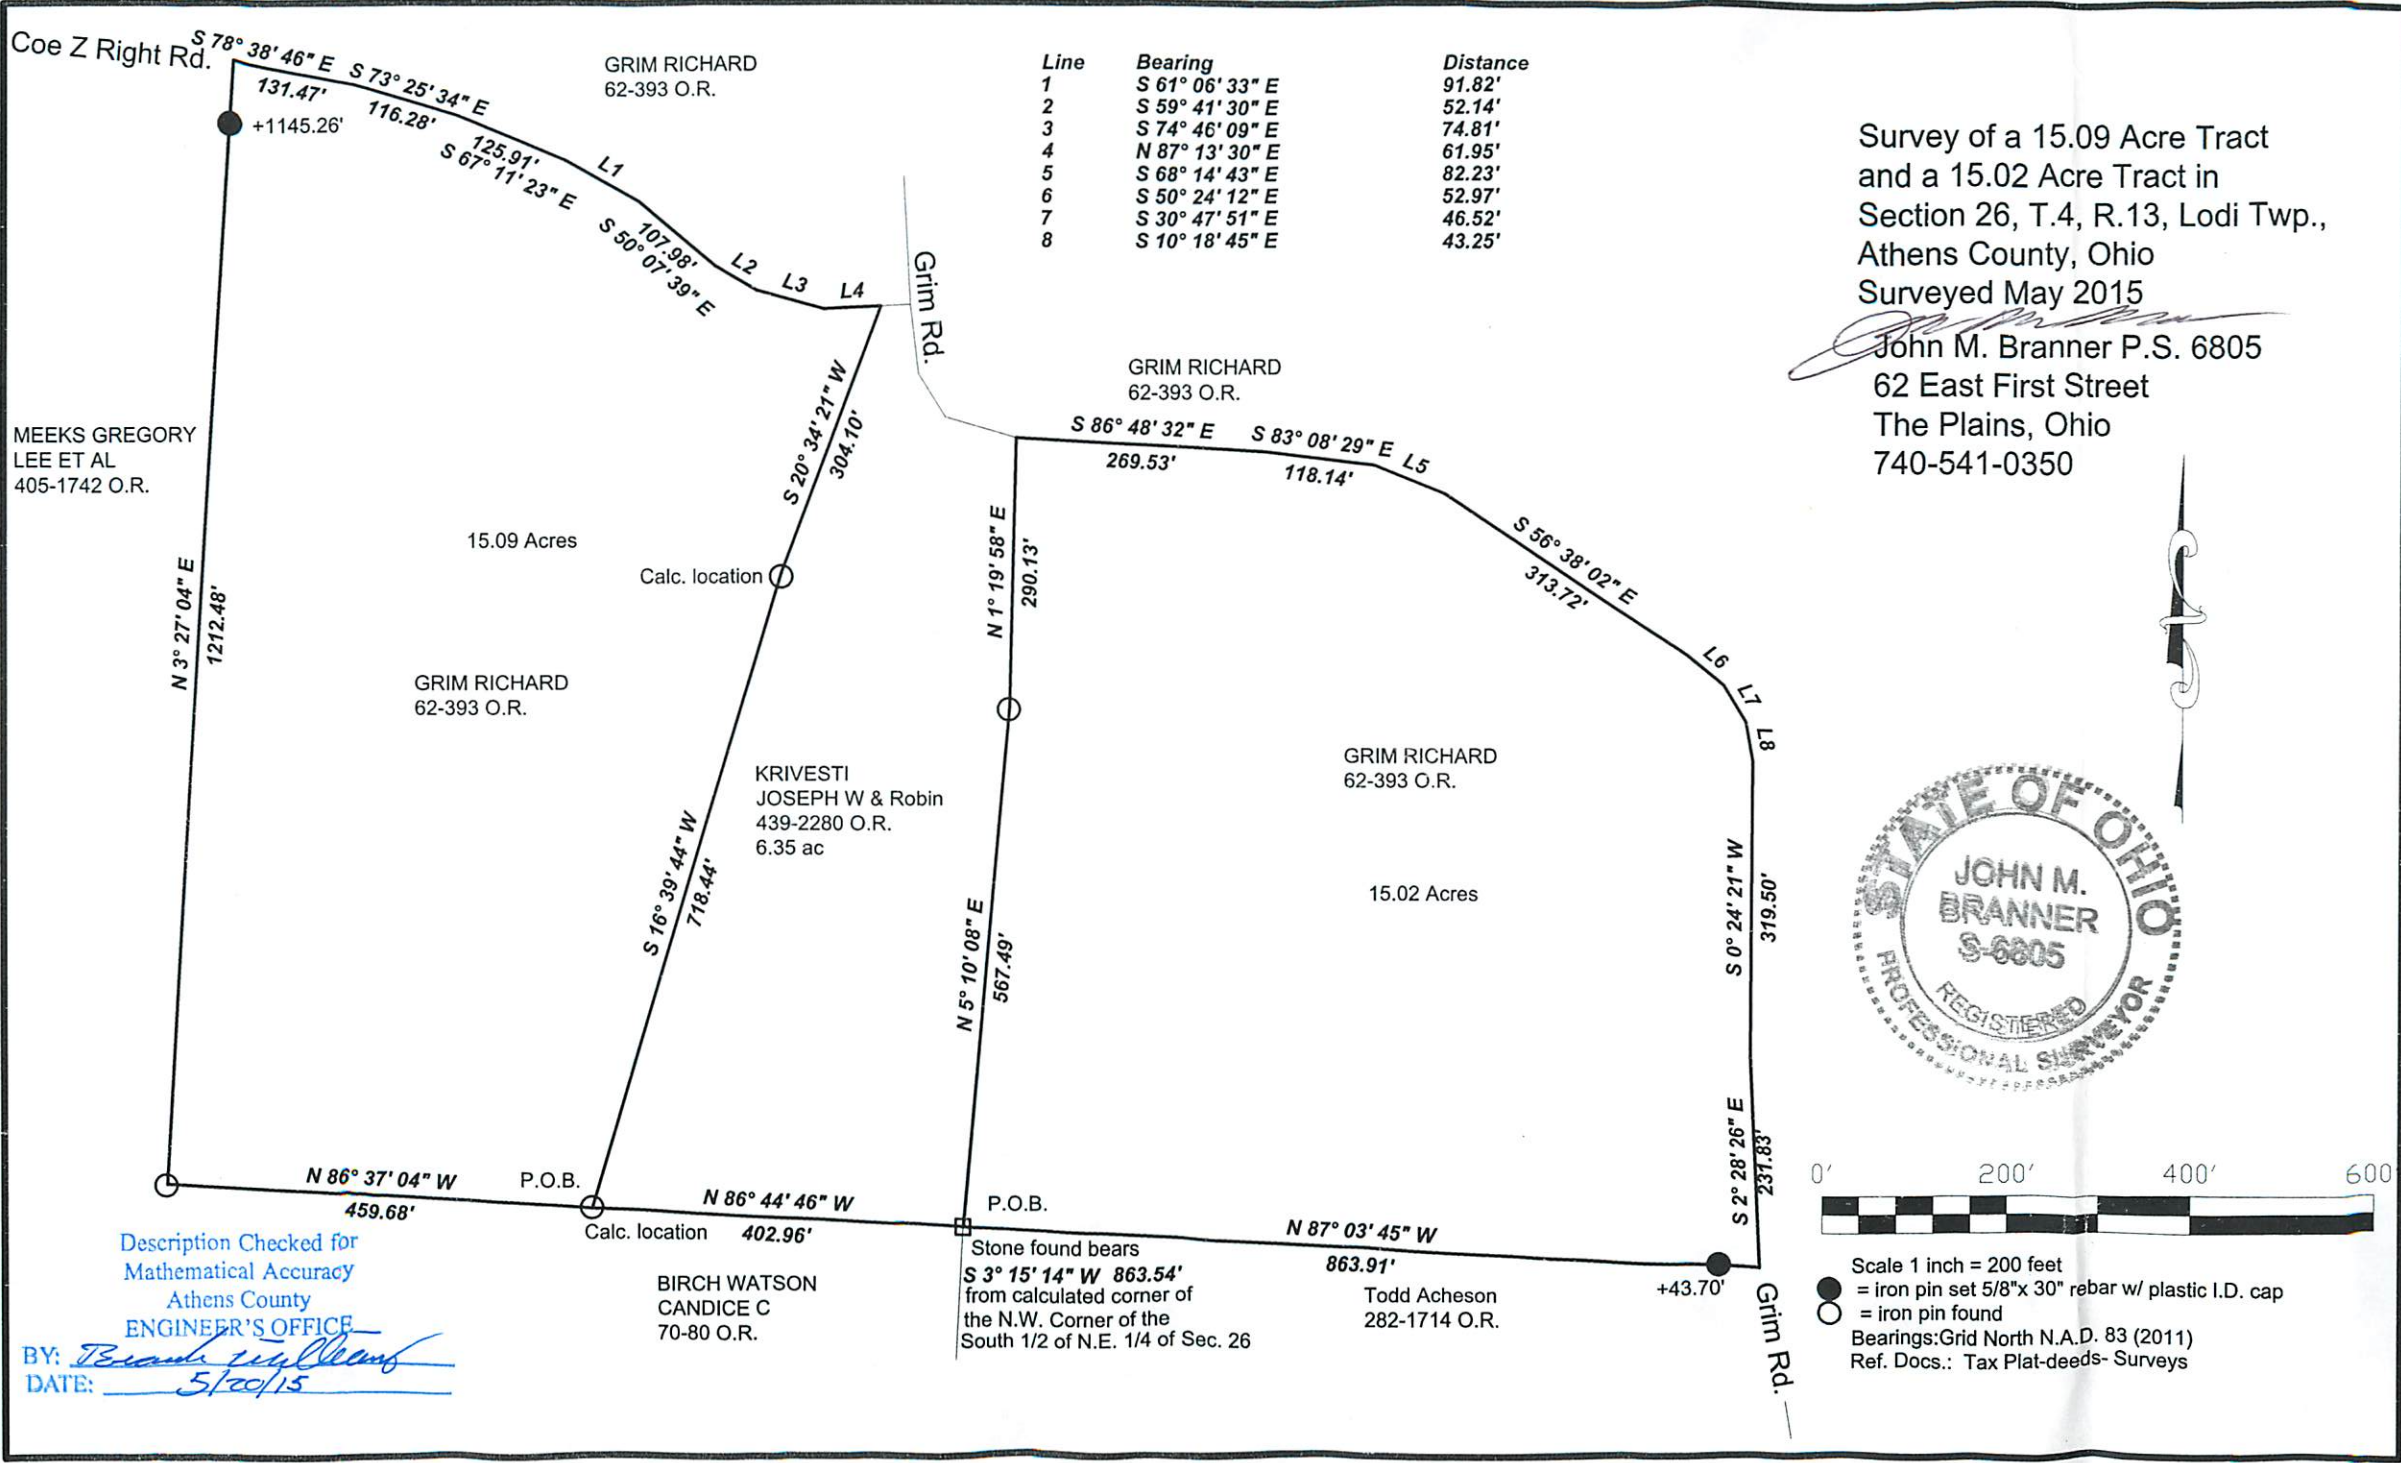 Coe Z Right Rd.
S 78° 38' 46" E
131.47'
S 73° 25' 34" E
116.28'
125.91'
S 67° 11' 23" E
L1
107.98'
S 50° 07' 39" E
L2
L3
L4
+1145.26'
GRIM RICHARD
62-393 O.R.
Line Bearing Distance
1 S 61° 06' 33" E 91.82'
2 S 59° 41' 30" E 52.14'
3 S 74° 46' 09" E 74.81'
4 N 87° 13' 30" E 61.95'
5 S 68° 14' 43" E 82.23'
6 S 50° 24' 12" E 52.97'
7 S 30° 47' 51" E 46.52'
8 S 10° 18' 45" E 43.25'
Survey of a 15.09 Acre Tract
and a 15.02 Acre Tract in
Section 26, T.4, R.13, Lodi Twp.,
Athens County, Ohio
Surveyed May 2015
John M. Branner P.S. 6805
62 East First Street
The Plains, Ohio
740-541-0350
Grim Rd.
GRIM RICHARD
62-393 O.R.
S 86° 48' 32" E
269.53'
S 83° 08' 29" E
118.14'
L5
S 56° 38' 02" E
313.72'
L6
L7
L8
MEEKS GREGORY
LEE ET AL
405-1742 O.R.
N 3° 27' 04" E
1212.48'
15.09 Acres
S 20° 34' 21" W
304.10'
Calc. location
N 1° 19' 58" E
290.13'
GRIM RICHARD
62-393 O.R.
KRIVESTI
JOSEPH W & Robin
439-2280 O.R.
6.35 ac
S 16° 39' 44" W
718.44'
N 5° 10' 08" E
567.49'
GRIM RICHARD
62-393 O.R.
15.02 Acres
S 0° 24' 21" W
319.50'
S 2° 28' 26" E
231.83'
STATE OF OHIO
JOHN M.
BRANNER
S-6805
REGISTERED
PROFESSIONAL SURVEYOR
N 86° 37' 04" W
459.68'
P.O.B.
Calc. location
N 86° 44' 46" W
402.96'
P.O.B.
N 87° 03' 45" W
863.91'
+43.70'
Stone found bears
S 3° 15' 14" W 863.54'
from calculated corner of
the N.W. Corner of the
South 1/2 of N.E. 1/4 of Sec. 26
BIRCH WATSON
CANDICE C
70-80 O.R.
Todd Acheson
282-1714 O.R.
Grim Rd.
0' 200' 400' 600
Scale 1 inch = 200 feet
= iron pin set 5/8"x 30" rebar w/ plastic I.D. cap
= iron pin found
Bearings:Grid North N.A.D. 83 (2011)
Ref. Docs.: Tax Plat-deeds- Surveys
Description Checked for
Mathematical Accuracy
Athens County
ENGINEER'S OFFICE
BY:
DATE: 5/20/15